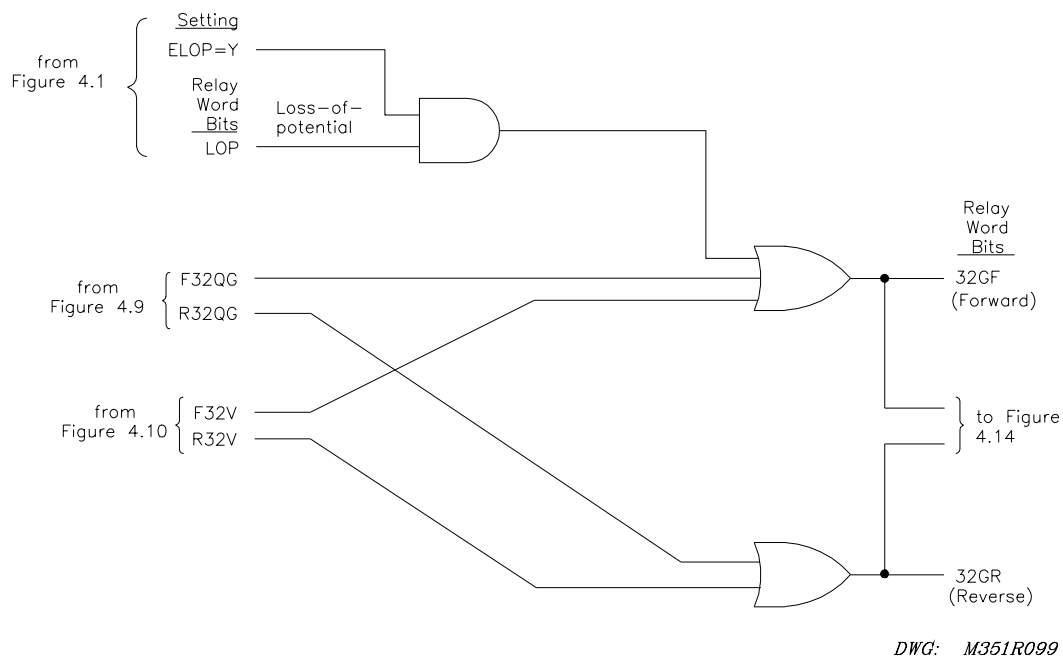 Setting
ELOP=Y
from
Figure 4.1
Relay
Word
Bits
LOP
Loss-of-
potential
from
Figure 4.9
F32QG
R32QG
from
Figure 4.10
F32V
R32V
Relay
Word
Bits
32GF
(Forward)
to Figure
4.14
32GR
(Reverse)
DWG: M351R099